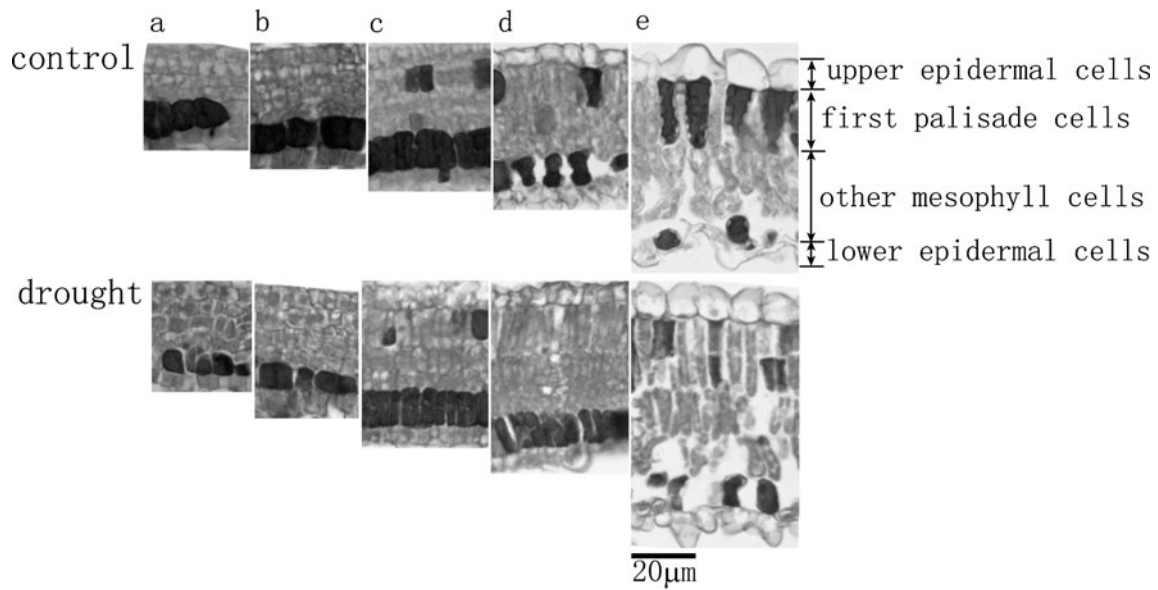 a b c d e
control
upper epidermal cells
first palisade cells
other mesophyll cells
lower epidermal cells
drought
20μm